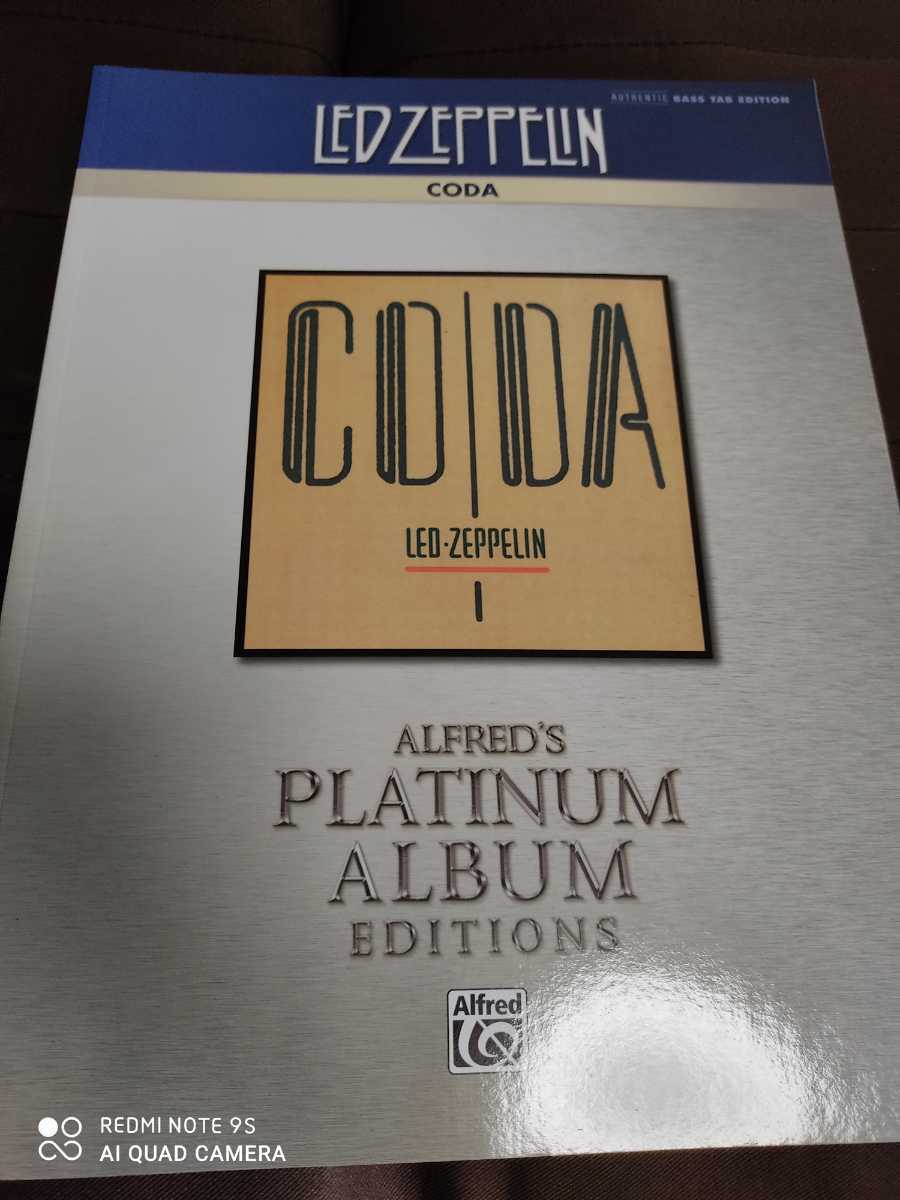 AUTHENTIC BASS TAB EDITION
LED ZEPPELIN
CODA
CODA
LED·ZEPPELIN
ALFRED'S
PLATINUM
ALBUM
EDITIONS
Alfred
REDMI NOTE 9S
AI QUAD CAMERA